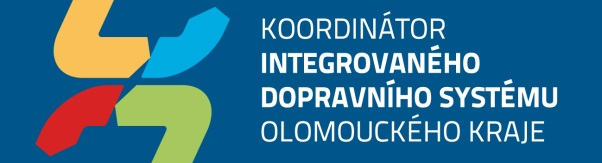 KOORDINÁTOR
INTEGROVANÉHO
DOPRAVNÍHO SYSTÉMU
OLOMOUCKÉHO KRAJE